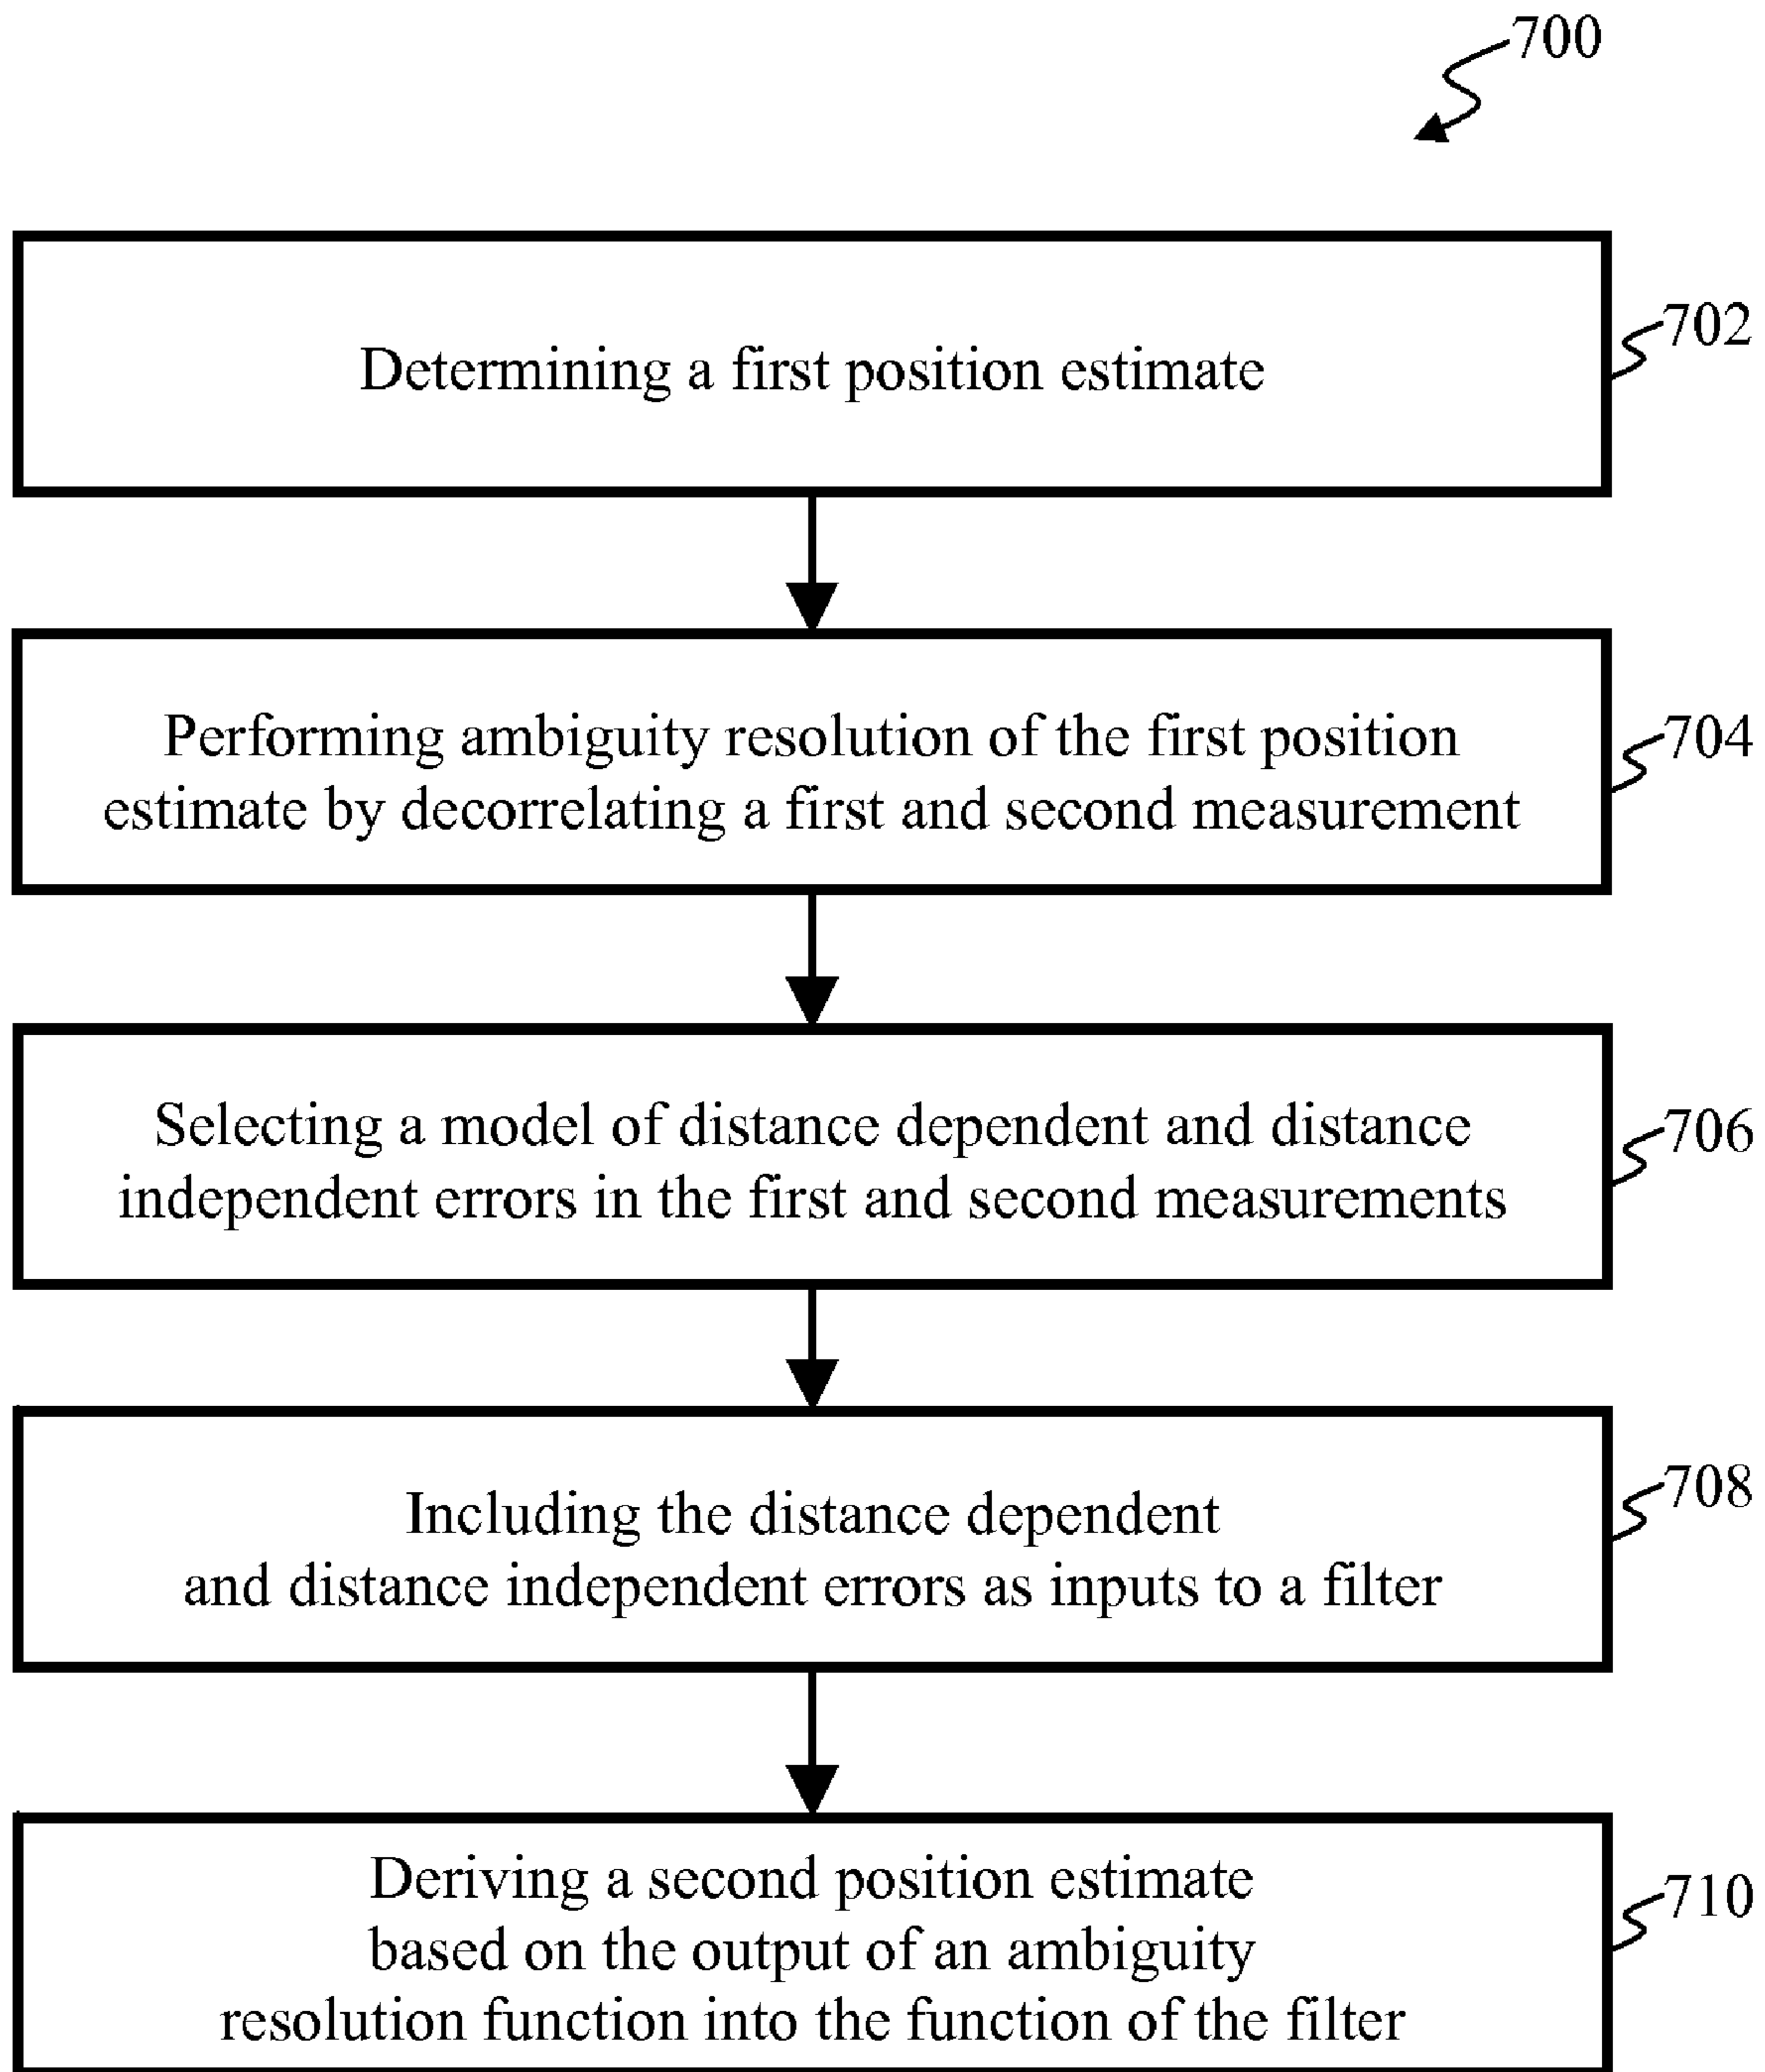 700
Determining a first position estimate
702
Performing ambiguity resolution of the first position
estimate by decorrelating a first and second measurement
704
Selecting a model of distance dependent and distance
independent errors in the first and second measurements
706
Including the distance dependent
and distance independent errors as inputs to a filter
708
Deriving a second position estimate
based on the output of an ambiguity
resolution function into the function of the filter
710